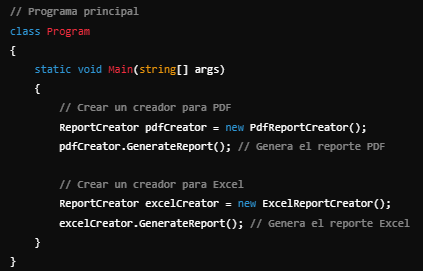 // Programa principal
class Program
{
    static void Main(string[] args)
    {
        // Crear un creador para PDF
        ReportCreator pdfCreator = new PdfReportCreator();
        pdfCreator.GenerateReport(); // Genera el reporte PDF

        // Crear un creador para Excel
        ReportCreator excelCreator = new ExcelReportCreator();
        excelCreator.GenerateReport(); // Genera el reporte Excel
    }
}